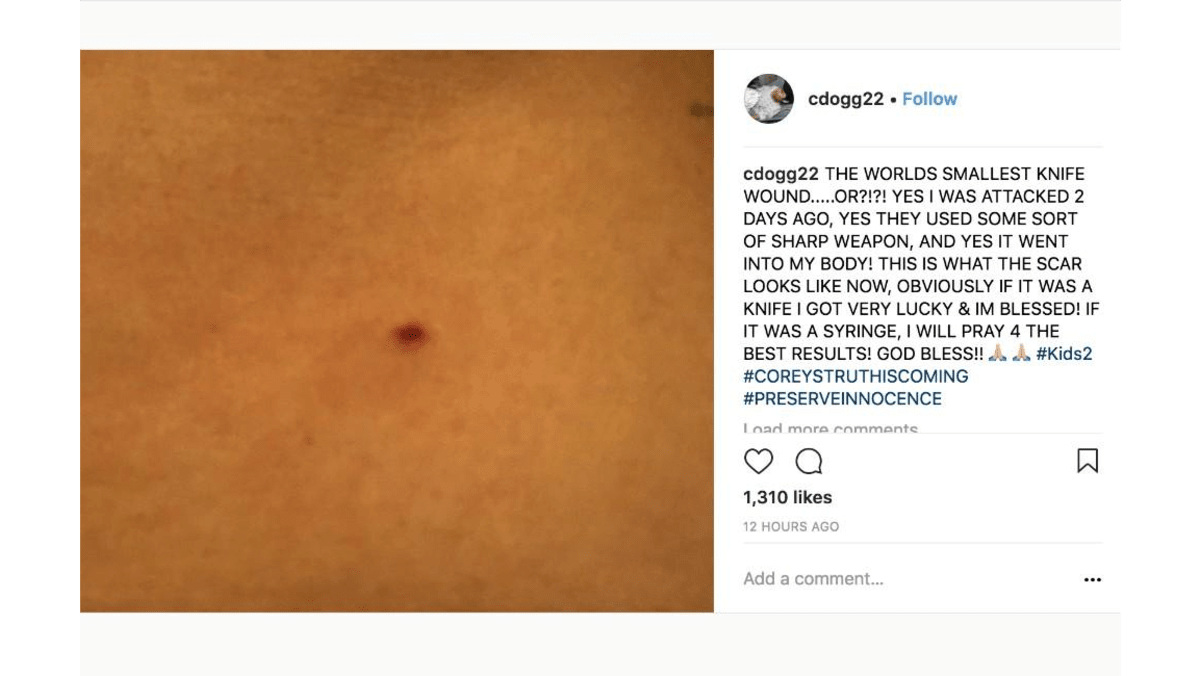 cdogg22 • Follow
cdogg22 THE WORLDS SMALLEST KNIFE
WOUND.....OR?!?! YES I WAS ATTACKED 2
DAYS AGO, YES THEY USED SOME SORT
OF SHARP WEAPON, AND YES IT WENT
INTO MY BODY! THIS IS WHAT THE SCAR
LOOKS LIKE NOW, OBVIOUSLY IF IT WAS A
KNIFE I GOT VERY LUCKY & IM BLESSED! IF
IT WAS A SYRINGE, I WILL PRAY 4 THE
BEST RESULTS! GOD BLESS!! 🙏🏼 🙏🏼 #Kids2
#COREYSTRUTHISCOMING
#PRESERVEINNOCENCE
Load more comments
1,310 likes
12 HOURS AGO
Add a comment...